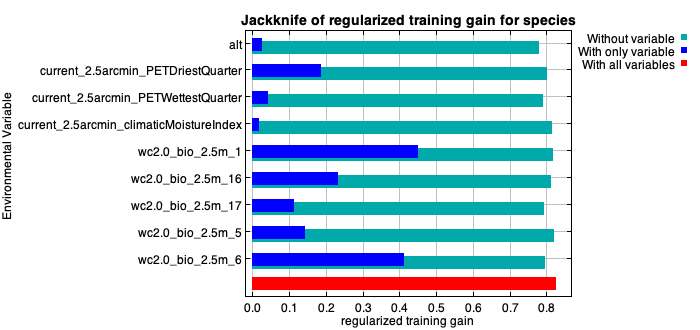 Jackknife of regularized training gain for species
Without variable
With only variable
With all variables
Environmental Variable
alt
current_2.5arcmin_PETDriestQuarter
current_2.5arcmin_PETWettestQuarter
current_2.5arcmin_climaticMoistureIndex
wc2.0_bio_2.5m_1
wc2.0_bio_2.5m_16
wc2.0_bio_2.5m_17
wc2.0_bio_2.5m_5
wc2.0_bio_2.5m_6
0.0 0.1 0.2 0.3 0.4 0.5 0.6 0.7 0.8
regularized training gain